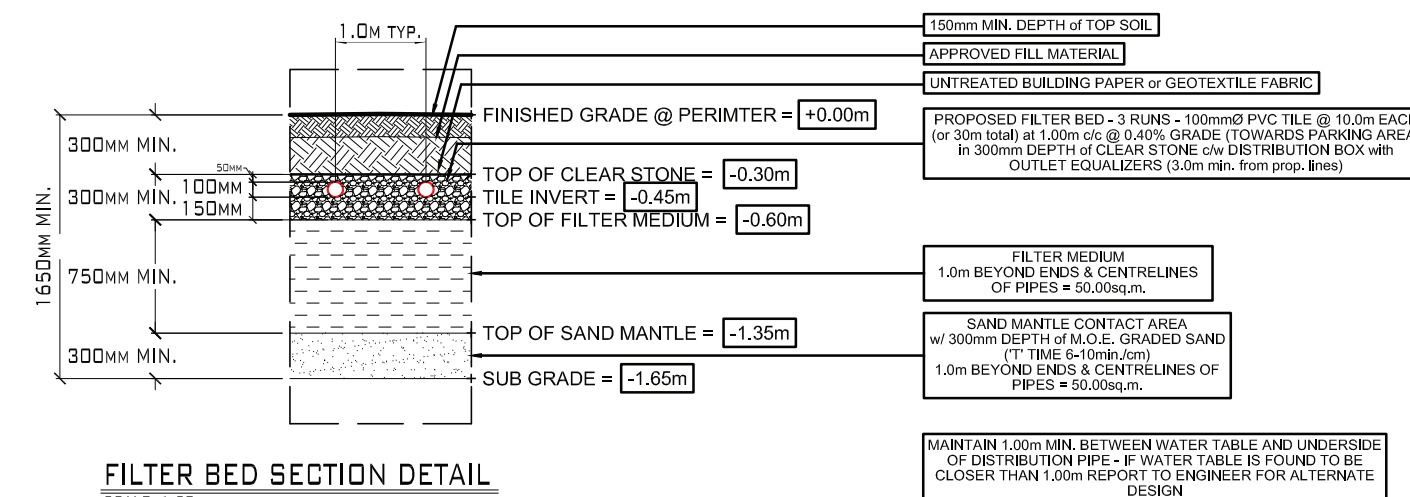 1.0M TYP.
150mm MIN. DEPTH of TOP SOIL
APPROVED FILL MATERIAL
UNTREATED BUILDING PAPER or GEOTEXTILE FABRIC
FINISHED GRADE @ PERIMTER = +0.00m
PROPOSED FILTER BED - 3 RUNS - 100mmØ PVC TILE @ 10.0m EACH
(or 30m total) at 1.00m c/c @ 0.40% GRADE (TOWARDS PARKING AREA
in 300mm DEPTH of CLEAR STONE c/w DISTRIBUTION BOX with
OUTLET EQUALIZERS (3.0m min. from prop. lines)
1650MM MIN.
300MM MIN.
50MM
100MM
150MM
300MM MIN.
750MM MIN.
300MM MIN.
TOP OF CLEAR STONE = -0.30m
TILE INVERT = -0.45m
TOP OF FILTER MEDIUM = -0.60m
FILTER MEDIUM
1.0m BEYOND ENDS & CENTRELINES
OF PIPES = 50.00sq.m.
TOP OF SAND MANTLE = -1.35m
SAND MANTLE CONTACT AREA
w/ 300mm DEPTH of M.O.E. GRADED SAND
('T' TIME 6-10min./cm)
1.0m BEYOND ENDS & CENTRELINES OF
PIPES = 50.00sq.m.
SUB GRADE = -1.65m
MAINTAIN 1.00m MIN. BETWEEN WATER TABLE AND UNDERSIDE
OF DISTRIBUTION PIPE - IF WATER TABLE IS FOUND TO BE
CLOSER THAN 1.00m REPORT TO ENGINEER FOR ALTERNATE
DESIGN
FILTER BED SECTION DETAIL